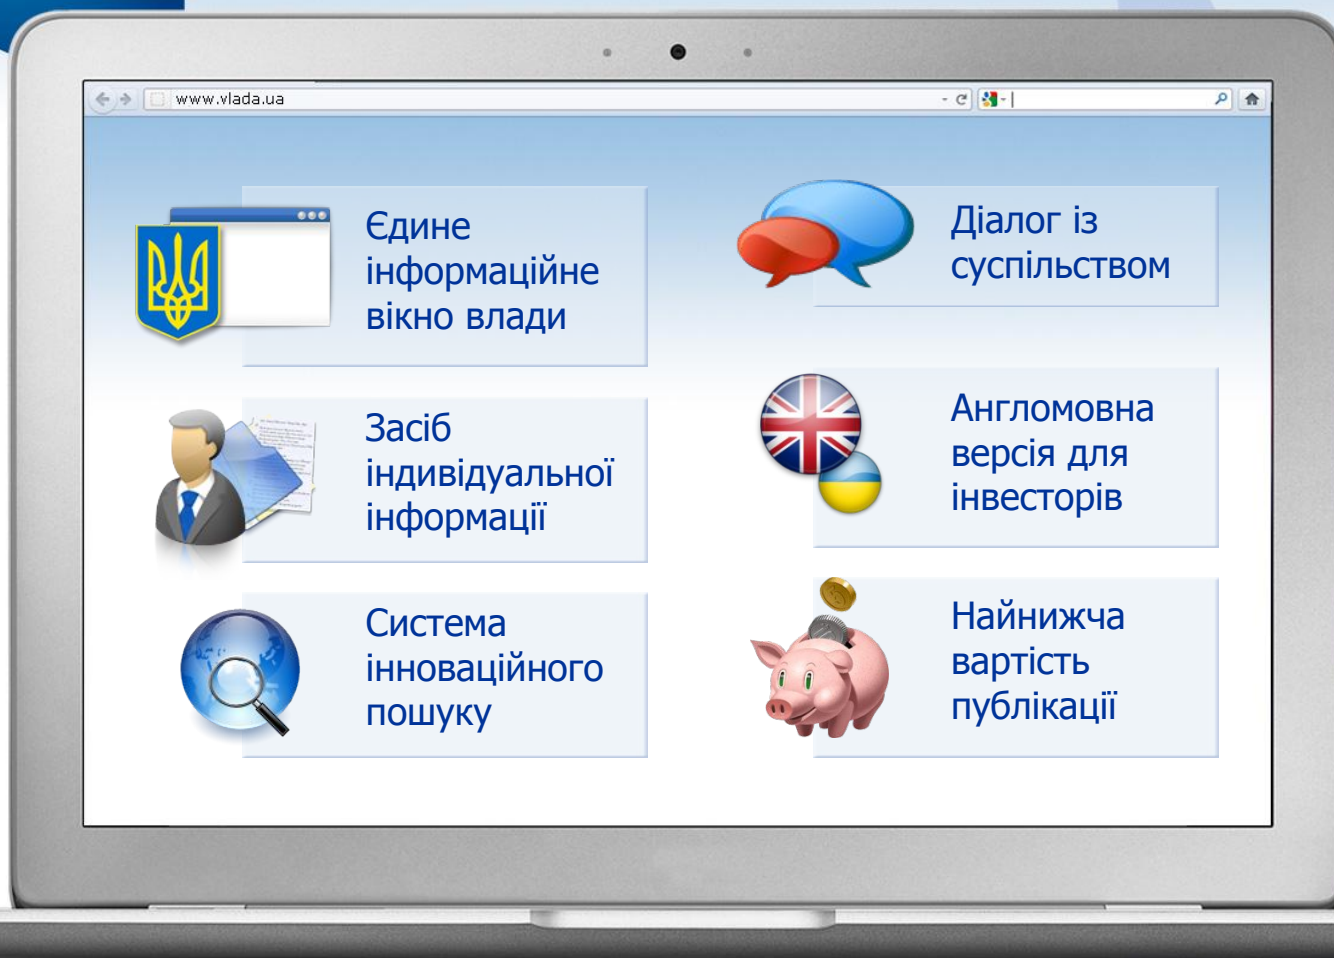 www.vlada.ua
Єдине
інформаційне
вікно влади
Засіб
індивідуальної
інформації
Система
інноваційного
пошуку
Діалог із
суспільством
Англомовна
версія для
інвесторів
Найнижча
вартість
публікації